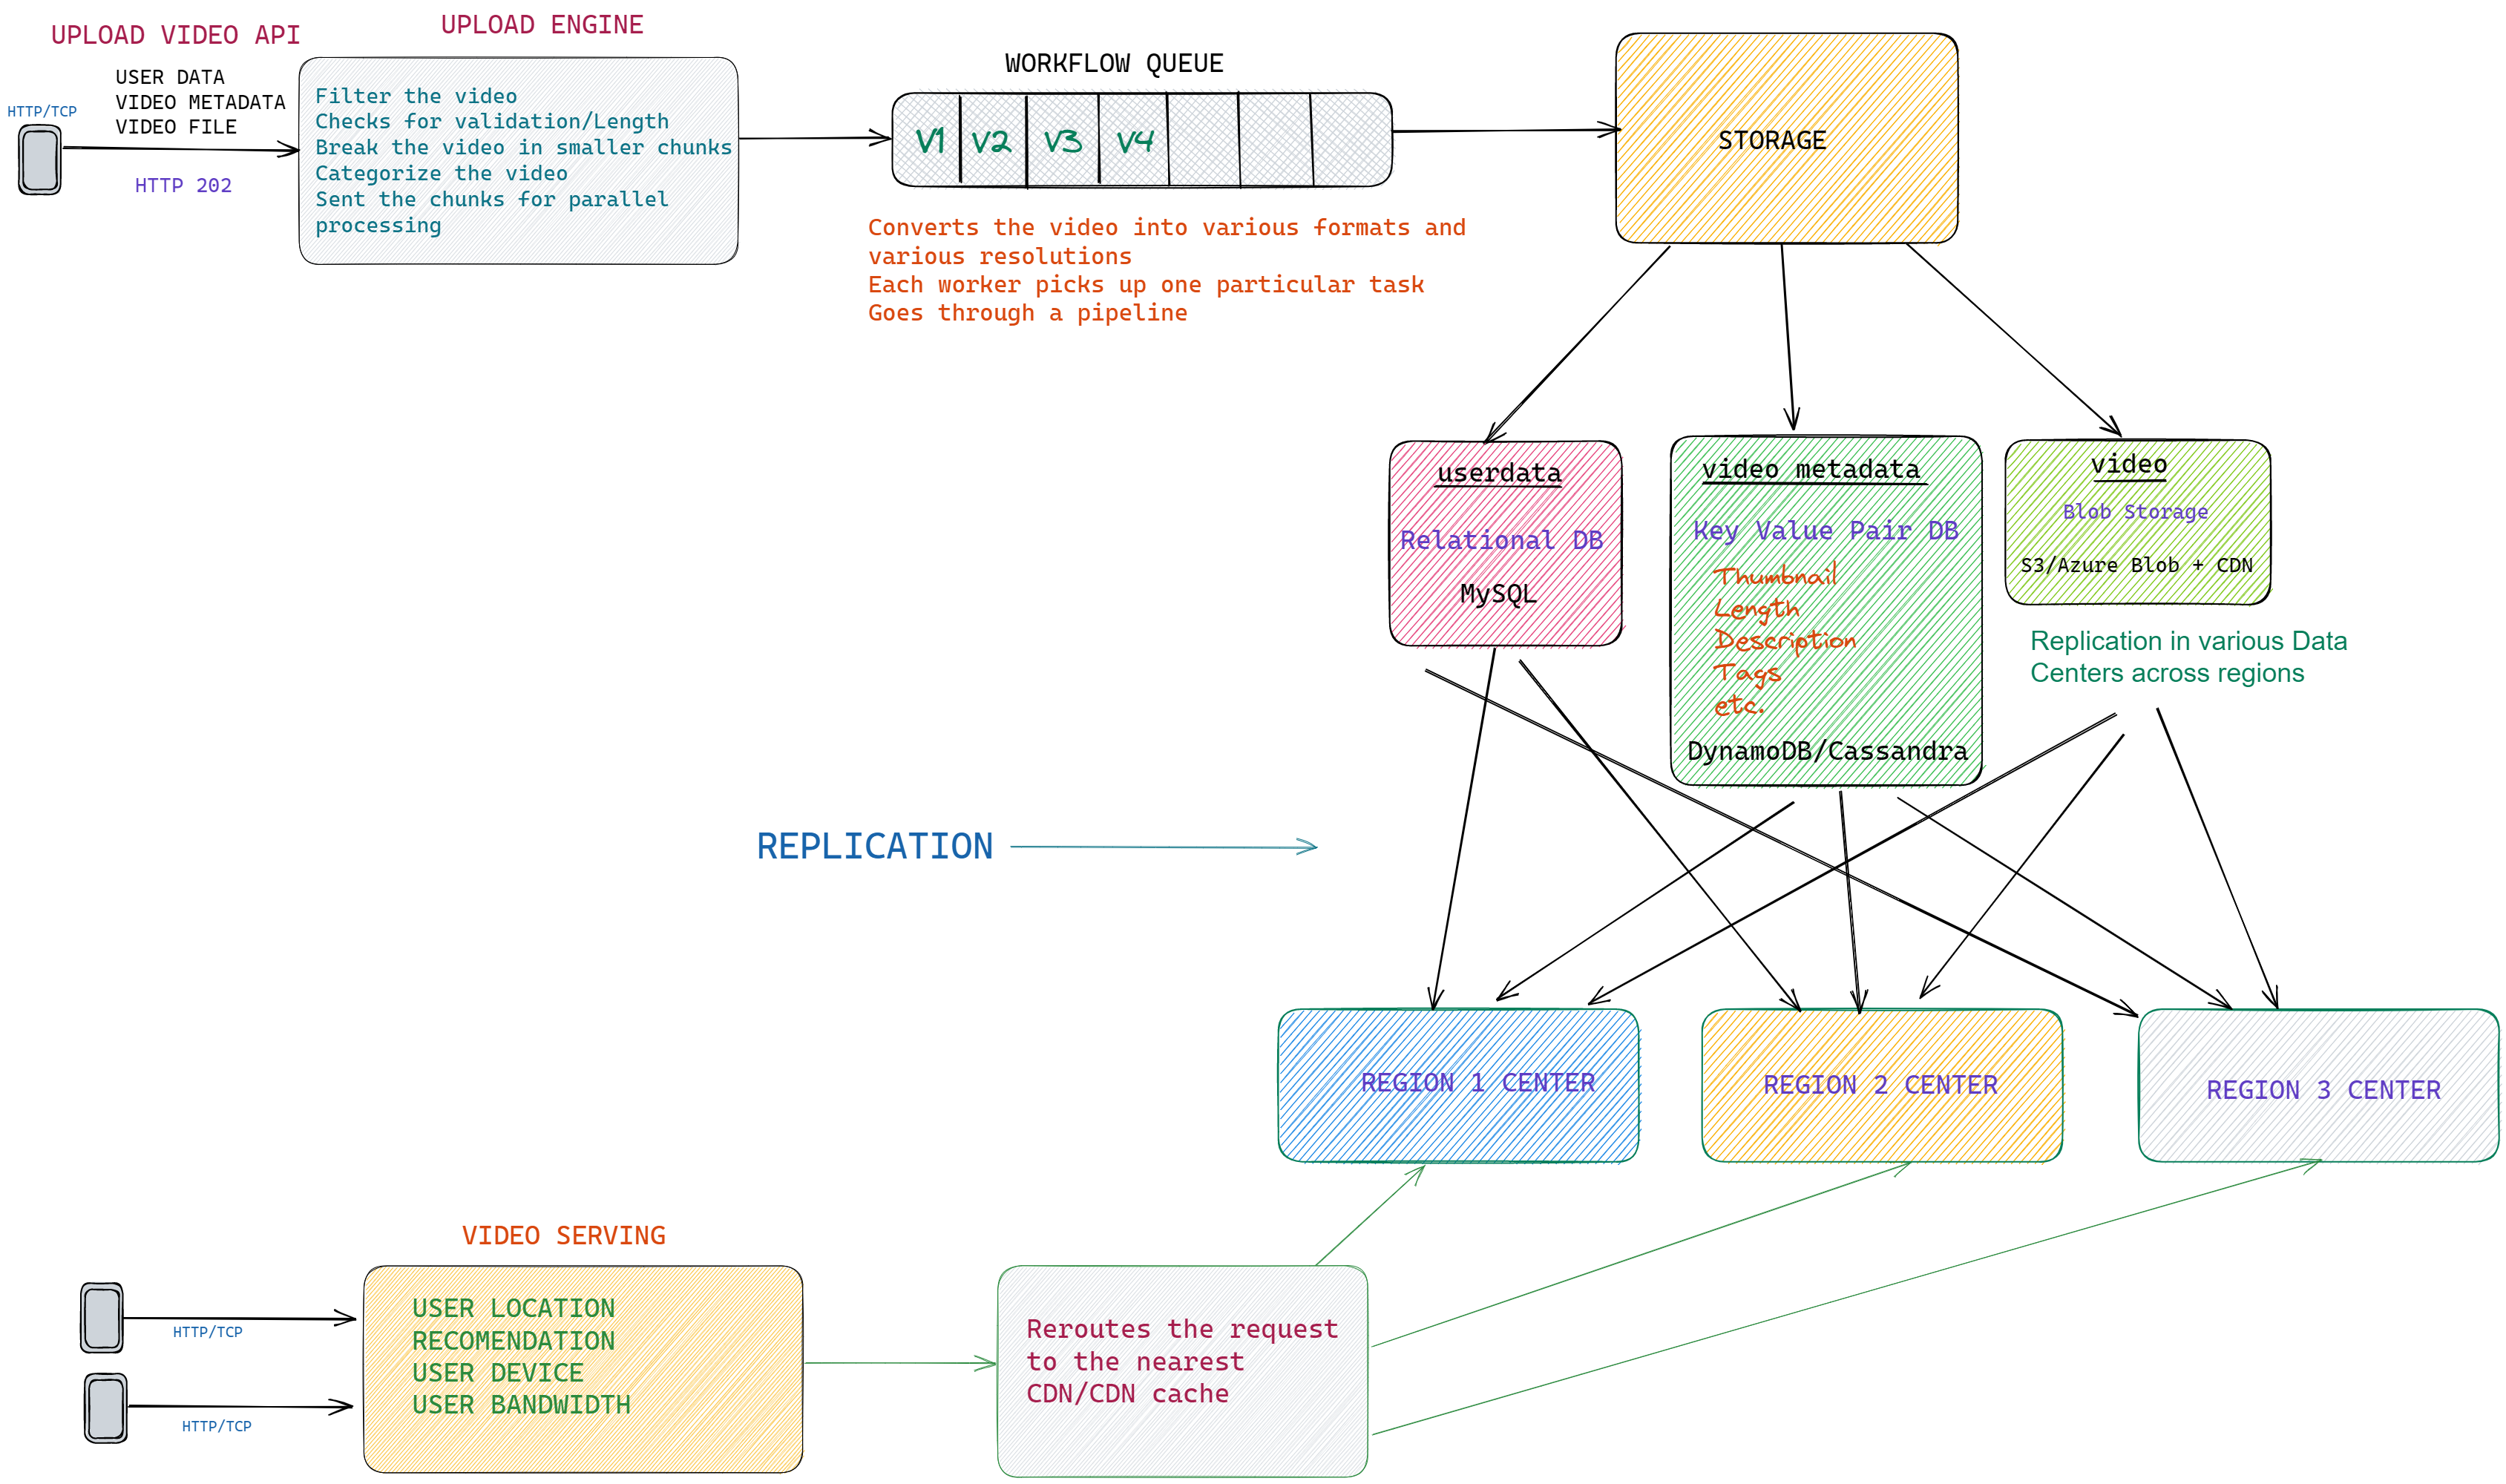 UPLOAD VIDEO API
UPLOAD ENGINE
USER DATA
VIDEO METADATA
VIDEO FILE
HTTP/TCP
HTTP 202
Filter the video
Checks for validation/Length
Break the video in smaller chunks
Categorize the video
Sent the chunks for parallel
processing
WORKFLOW QUEUE
V1 V2 V3 V4
Converts the video into various formats and
various resolutions
Each worker picks up one particular task
Goes through a pipeline
STORAGE
userdata
Relational DB
MySQL
video metadata
Key Value Pair DB
Thumbnail
Length
Description
Tags
etc.
DynamoDB/Cassandra
video
Blob Storage
S3/Azure Blob + CDN
Replication in various Data
Centers across regions
REPLICATION
REGION 1 CENTER
REGION 2 CENTER
REGION 3 CENTER
VIDEO SERVING
HTTP/TCP
HTTP/TCP
USER LOCATION
RECOMENDATION
USER DEVICE
USER BANDWIDTH
Reroutes the request
to the nearest
CDN/CDN cache